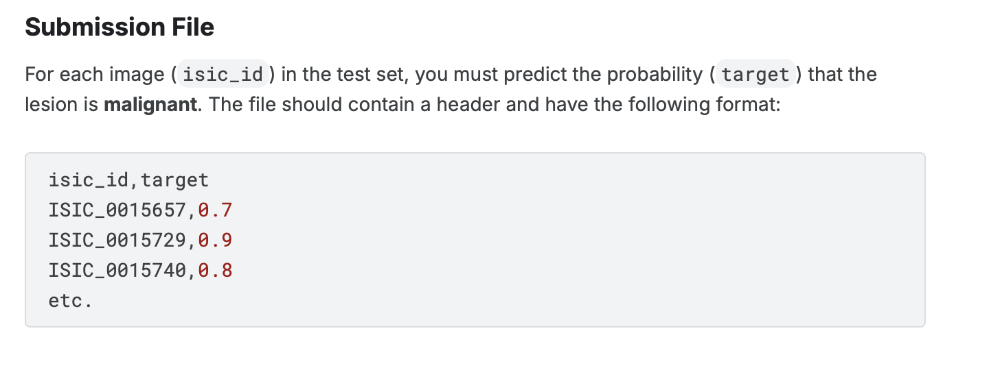 Submission File
For each image (isic_id) in the test set, you must predict the probability (target) that the
lesion is malignant. The file should contain a header and have the following format:
isic_id,target
ISIC_0015657,0.7
ISIC_0015729,0.9
ISIC_0015740,0.8
etc.